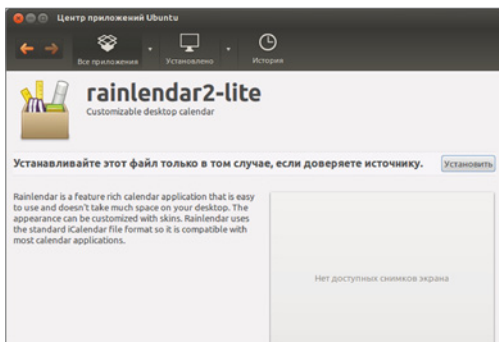 Центр приложений Ubuntu
Все приложения Установлено История
rainlendar2-lite
Customizable desktop calendar
Устанавливайте этот файл только в том случае, если доверяете источнику. Установить
Rainlendar is a feature rich calendar application that is easy
to use and doesn't take much space on your desktop. The
appearance can be customized with skins. Rainlendar uses
the standard iCalendar file format so it is compatible with
most calendar applications.
Нет доступных снимков экрана